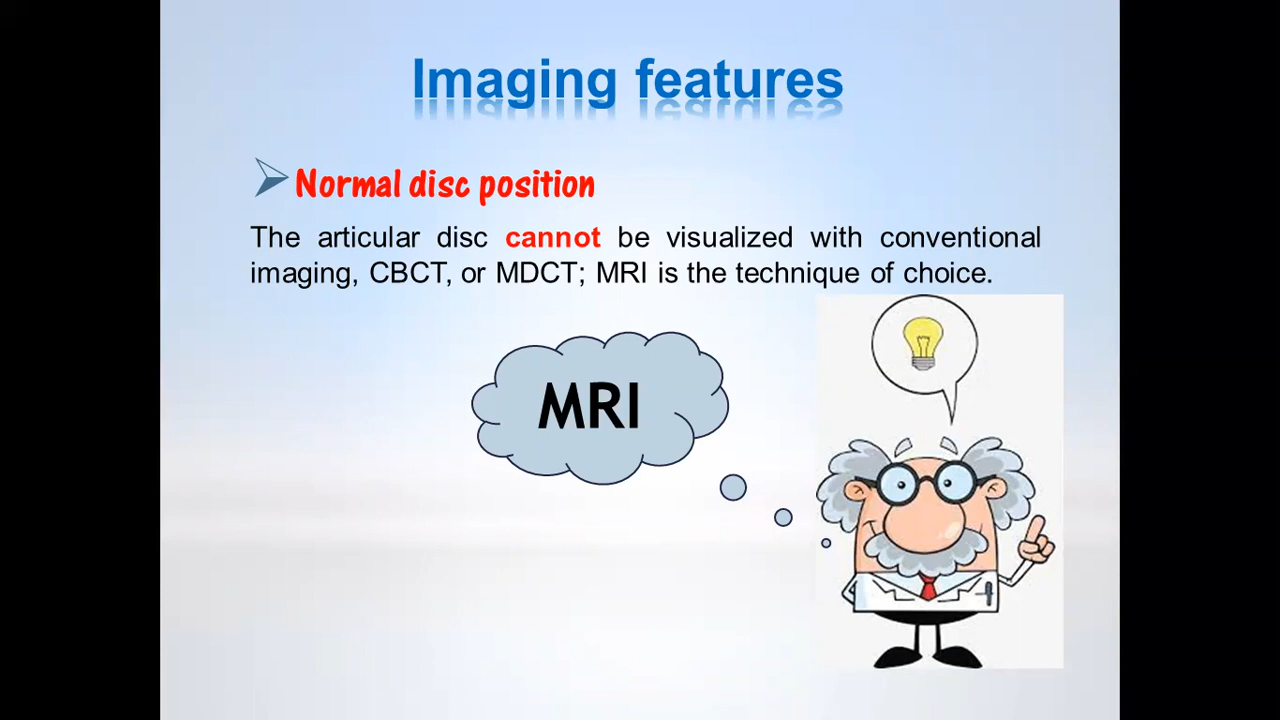 Imaging features
Normal disc position
The articular disc cannot be visualized with conventional
imaging, CBCT, or MDCT; MRI is the technique of choice.
MRI